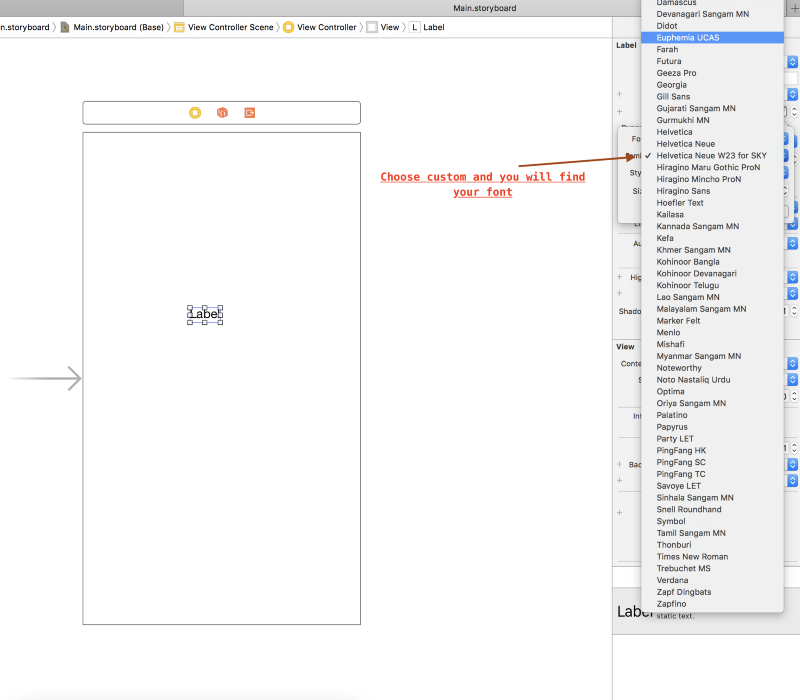 Main.storyboard
n.storyboard
Main.storyboard (Base)
View Controller Scene
View Controller
View
L Label
Choose custom and you will find
your font
Label
Label
Damascus
Devanagari Sangam MN
Didot
Euphemia UCAS
Farah
Futura
Geeza Pro
Georgia
Gill Sans
Gujarati Sangam MN
Gurmukhi MN
Helvetica
Helvetica Neue
✓ Helvetica Neue W23 for SKY
Hiragino Maru Gothic ProN
Hiragino Mincho ProN
Hiragino Sans
Hoefler Text
Kailasa
Kannada Sangam MN
Kefa
Khmer Sangam MN
Kohinoor Bangla
Kohinoor Devanagari
Kohinoor Telugu
Lao Sangam MN
Malayalam Sangam MN
Marker Felt
Menlo
Mishafi
Myanmar Sangam MN
Noteworthy
Noto Nastaliq Urdu
Optima
Oriya Sangam MN
Palatino
Papyrus
Party LET
PingFang HK
PingFang SC
PingFang TC
Savoye LET
Sinhala Sangam MN
Snell Roundhand
Symbol
Tamil Sangam MN
Thonburi
Times New Roman
Trebuchet MS
Verdana
Zapf Dingbats
Zapfino
Fo
Sty
Si
Au
Hig
Shado
View
Conte
S
Int
Bac
Label
static text.